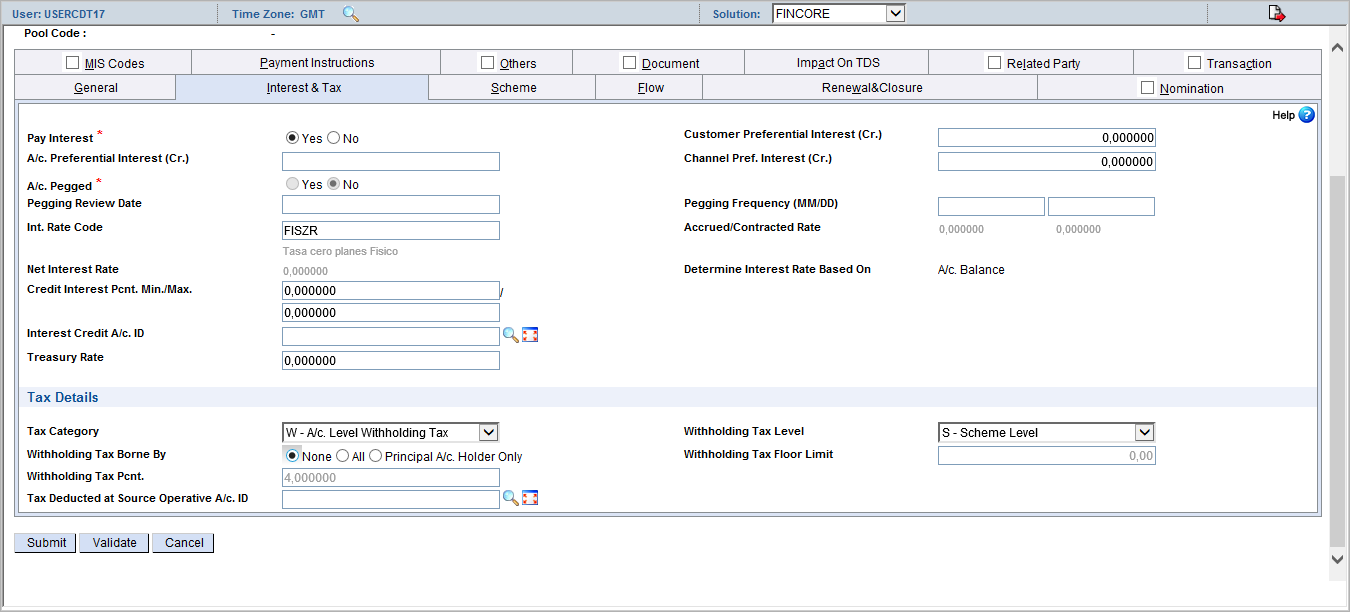 User: USERCDT17 Time Zone: GMT Solution: FINCORE
Pool Code : -
MIS Codes Payment Instructions Others Document Impact On TDS Related Party Transaction
General Interest & Tax Scheme Flow Renewal&Closure Nomination
Help ?
Pay Interest * Yes No Customer Preferential Interest (Cr.) 0,000000
A/c. Preferential Interest (Cr.) Channel Pref. Interest (Cr.) 0,000000
A/c. Pegged * Yes No
Pegging Review Date Pegging Frequency (MM/DD)
Int. Rate Code FISZR Accrued/Contracted Rate 0,000000 0,000000
Tasa cero planes Fisico
Net Interest Rate 0,000000 Determine Interest Rate Based On A/c. Balance
Credit Interest Pcnt. Min./Max. 0,000000 /
0,000000
Interest Credit A/c. ID
Treasury Rate 0,000000
Tax Details
Tax Category W - A/c. Level Withholding Tax Withholding Tax Level S - Scheme Level
Withholding Tax Borne By None All Principal A/c. Holder Only Withholding Tax Floor Limit 0,00
Withholding Tax Pcnt. 4,000000
Tax Deducted at Source Operative A/c. ID
Submit Validate Cancel